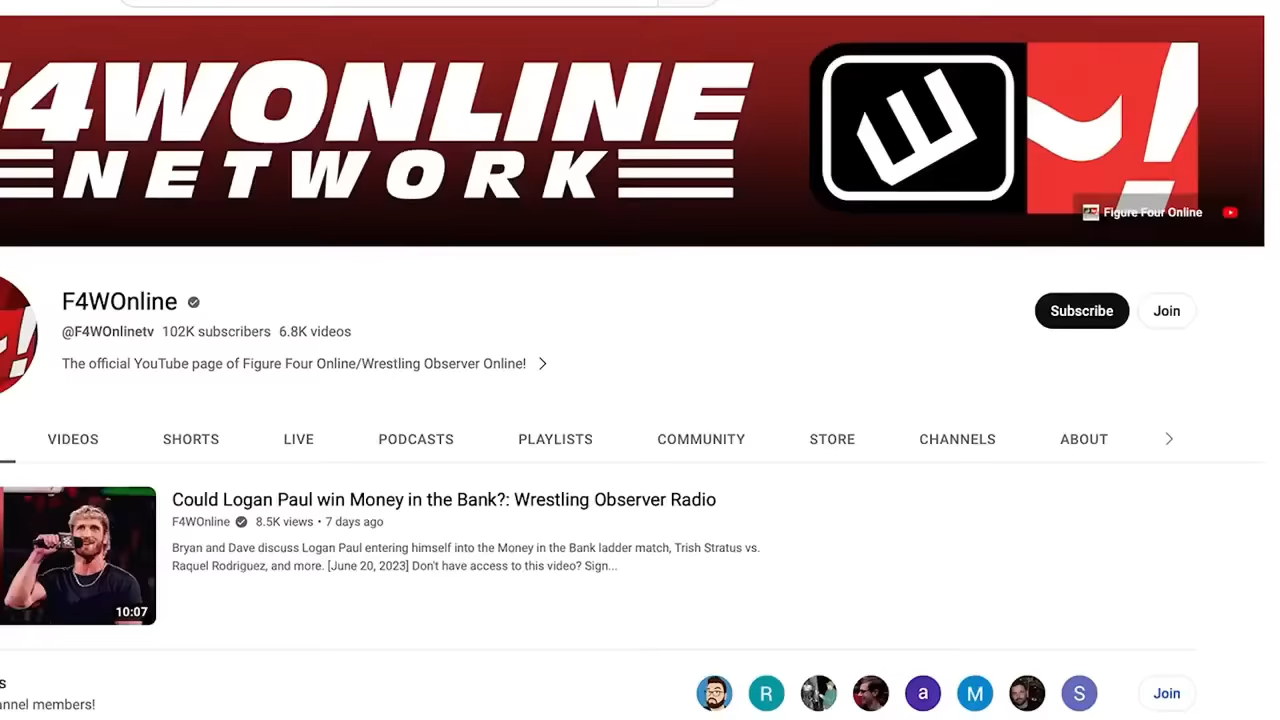 F4WONLINE
NETWORK
Figure Four Online
F4WOnline
@F4WOnlinetv 102K subscribers 6.8K videos
The official YouTube page of Figure Four Online/Wrestling Observer Online!
VIDEOS SHORTS LIVE PODCASTS PLAYLISTS COMMUNITY STORE CHANNELS ABOUT
Subscribe Join
Could Logan Paul win Money in the Bank?: Wrestling Observer Radio
F4WOnline 8.5K views • 7 days ago
Bryan and Dave discuss Logan Paul entering himself into the Money in the Bank ladder match, Trish Stratus vs.
Raquel Rodriguez, and more. [June 20, 2023] Don't have access to this video? Sign...
10:07
R a M S Join
annel members!